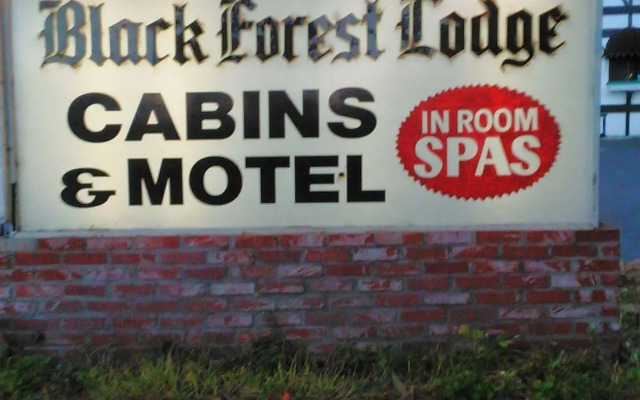 Black Forest Lodge
CABINS
& MOTEL
IN ROOM
SPAS